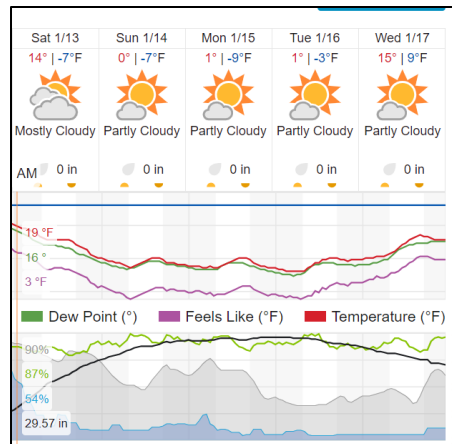 Sat 1/13 Sun 1/14 Mon 1/15 Tue 1/16 Wed 1/17
14° | -7°F 0° | -7°F 1° | -9°F 1° | -3°F 15° | 9°F
Mostly Cloudy Partly Cloudy Partly Cloudy Partly Cloudy Partly Cloudy
0 in 0 in 0 in 0 in 0 in
AM
19 °F
16 °
3 °F
Dew Point (°) Feels Like (°F) Temperature (°F)
90%
87%
64%
29.57 in